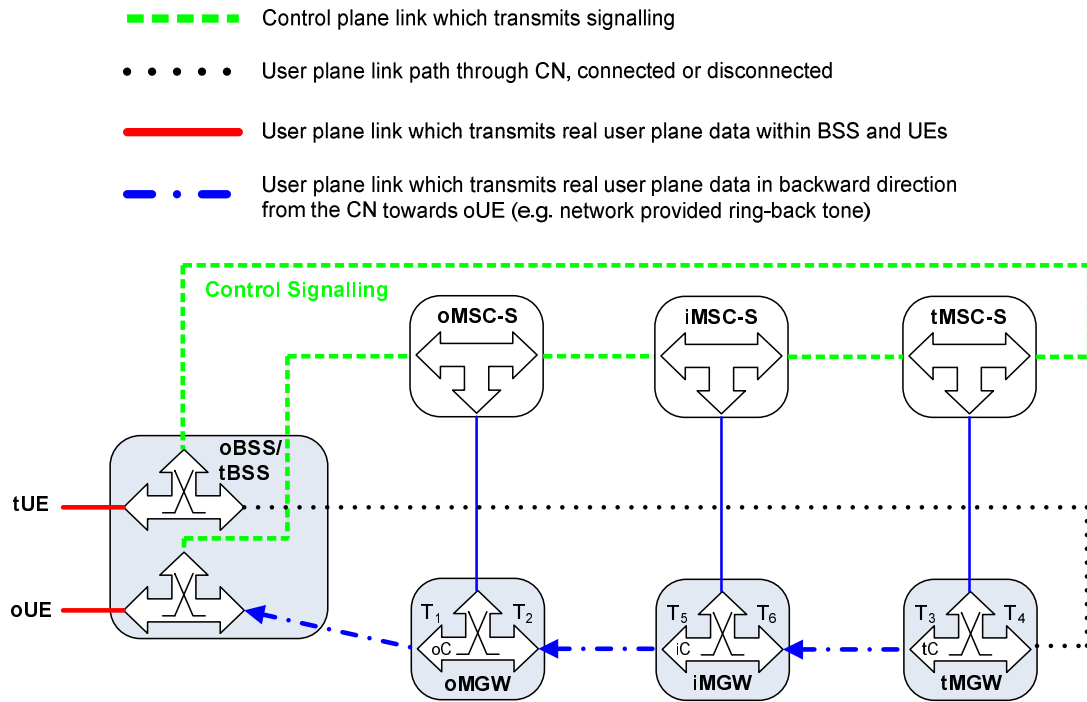 Control plane link which transmits signalling
User plane link path through CN, connected or disconnected
User plane link which transmits real user plane data within BSS and UEs
User plane link which transmits real user plane data in backward direction
from the CN towards oUE (e.g. network provided ring-back tone)
Control Signalling
oMSC-S
iMSC-S
tMSC-S
oBSS/
tBSS
tUE
oUE
T1
T2
T5
T6
T3
T4
oC
iC
tC
oMGW
iMGW
tMGW